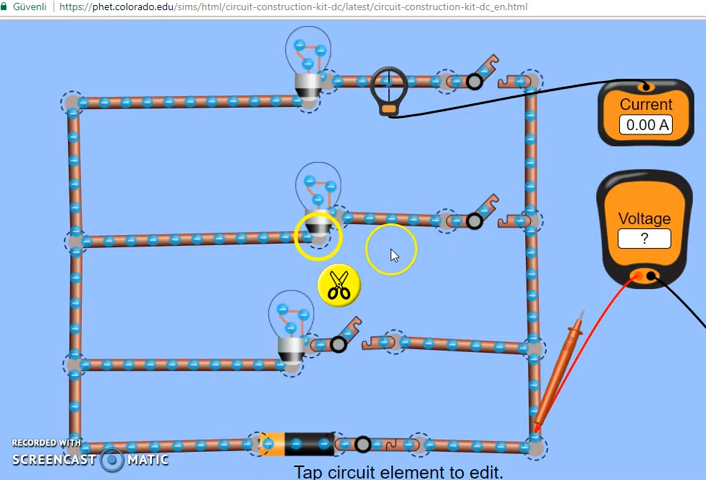 Güvenli https://phet.colorado.edu/sims/html/circuit-construction-kit-dc/latest/circuit-construction-kit-dc_en.html
Current
0.00 A
Voltage
?
RECORDED WITH
SCREENCAST MATIC
Tap circuit element to edit.